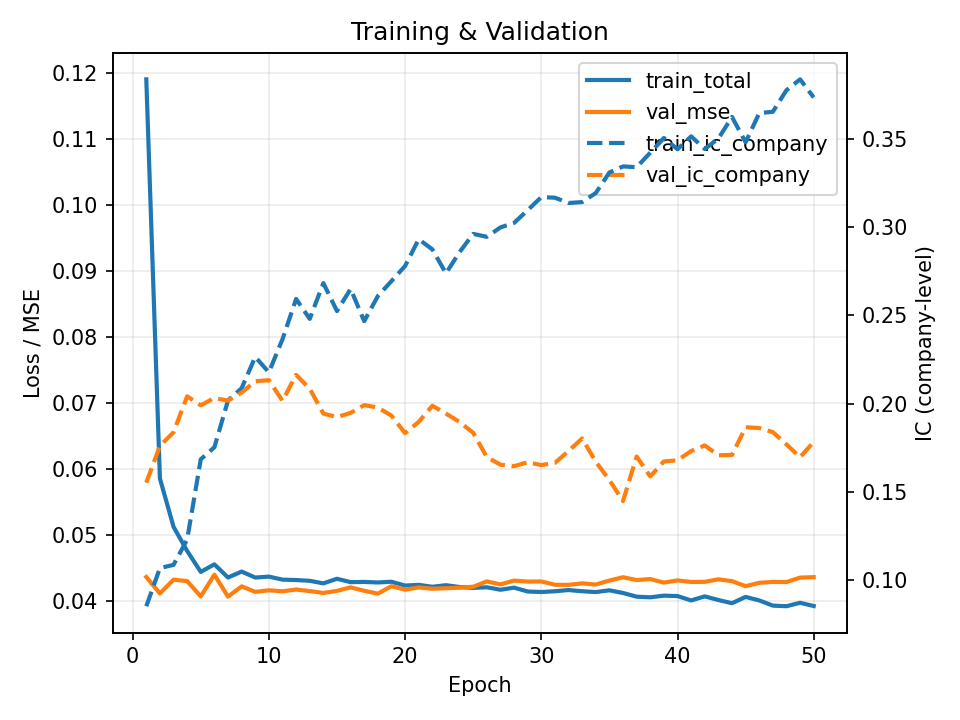 Training & Validation
train_total
val_mse
train_ic_company
val_ic_company
0.12
0.11
0.10
0.09
0.08
0.07
0.06
0.05
0.04
Loss / MSE
0.35
0.30
0.25
0.20
0.15
0.10
IC (company-level)
0 10 20 30 40 50
Epoch